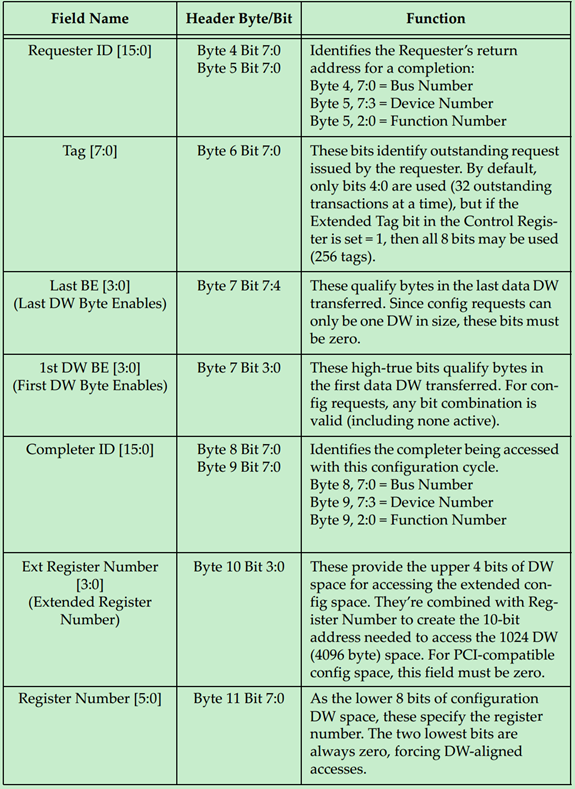 Field Name Header Byte/Bit Function
Requester ID [15:0] Byte 4 Bit 7:0 Identifies the Requester's return
Byte 5 Bit 7:0 address for a completion:
Byte 4, 7:0 = Bus Number
Byte 5, 7:3 = Device Number
Byte 5, 2:0 = Function Number
Tag [7:0] Byte 6 Bit 7:0 These bits identify outstanding request
issued by the requester. By default,
only bits 4:0 are used (32 outstanding
transactions at a time), but if the
Extended Tag bit in the Control Regis-
ter is set = 1, then all 8 bits may be used
(256 tags).
Last BE [3:0] Byte 7 Bit 7:4 These qualify bytes in the last data DW
(Last DW Byte Enables) transferred. Since config requests can
only be one DW in size, these bits must
be zero.
1st DW BE [3:0] Byte 7 Bit 3:0 These high-true bits qualify bytes in
(First DW Byte Enables) the first data DW transferred. For con-
fig requests, any bit combination is
valid (including none active).
Completer ID [15:0] Byte 8 Bit 7:0 Identifies the completer being accessed
Byte 9 Bit 7:0 with this configuration cycle.
Byte 8, 7:0 = Bus Number
Byte 9, 7:3 = Device Number
Byte 9, 2:0 = Function Number
Ext Register Number Byte 10 Bit 3:0 These provide the upper 4 bits of DW
[3:0] space for accessing the extended con-
(Extended Register fig space. They're combined with Reg-
Number) ister Number to create the 10-bit
address needed to access the 1024 DW
(4096 byte) space. For PCI-compatible
config space, this field must be zero.
Register Number [5:0] Byte 11 Bit 7:0 As the lower 8 bits of configuration
DW space, these specify the register
number. The two lowest bits are
always zero, forcing DW-aligned
accesses.